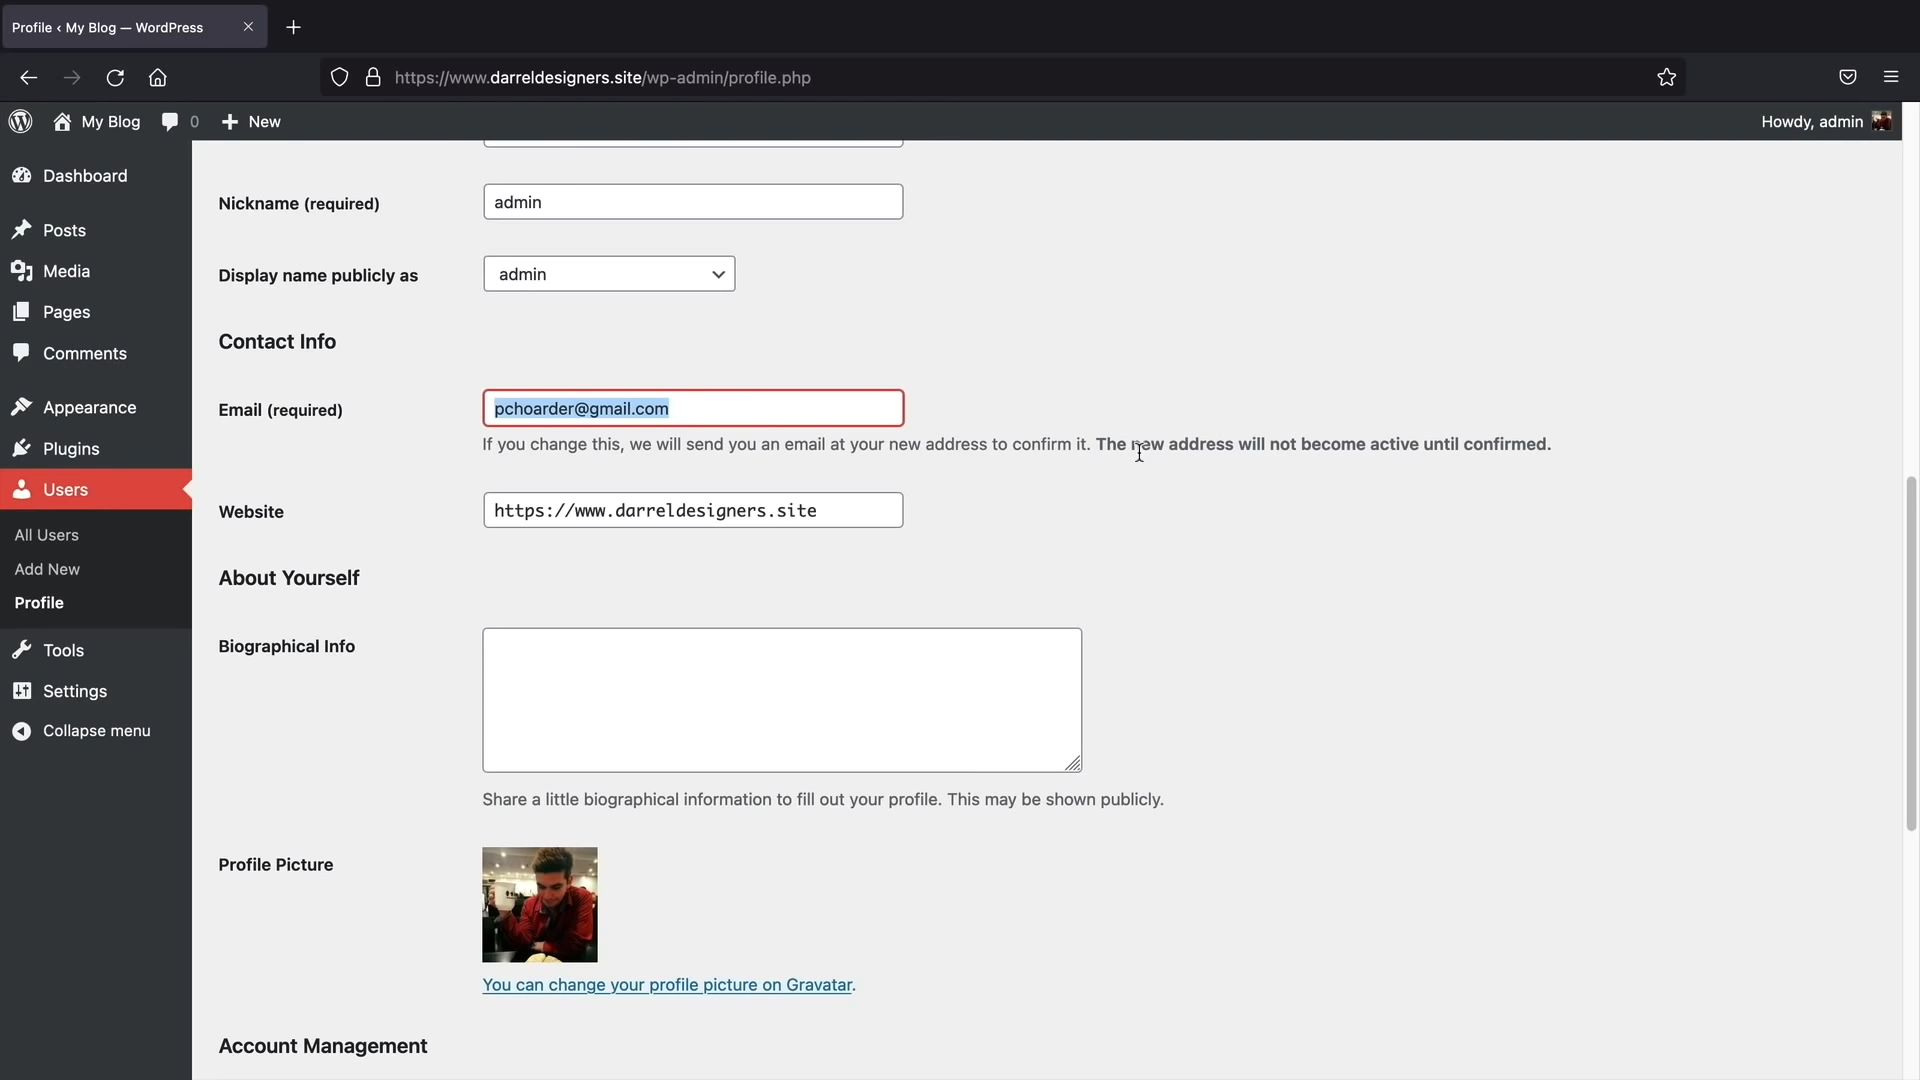 Profile ‹ My Blog — WordPress
https://www.darreldesigners.site/wp-admin/profile.php
My Blog 0 New Howdy, admin
Dashboard
Posts
Media
Pages
Comments
Appearance
Plugins
Users
All Users
Add New
Profile
Tools
Settings
Collapse menu
Nickname (required) admin
Display name publicly as admin
Contact Info
Email (required) pchoarder@gmail.com
If you change this, we will send you an email at your new address to confirm it. The new address will not become active until confirmed.
Website https://www.darreldesigners.site
About Yourself
Biographical Info
Share a little biographical information to fill out your profile. This may be shown publicly.
Profile Picture
You can change your profile picture on Gravatar.
Account Management